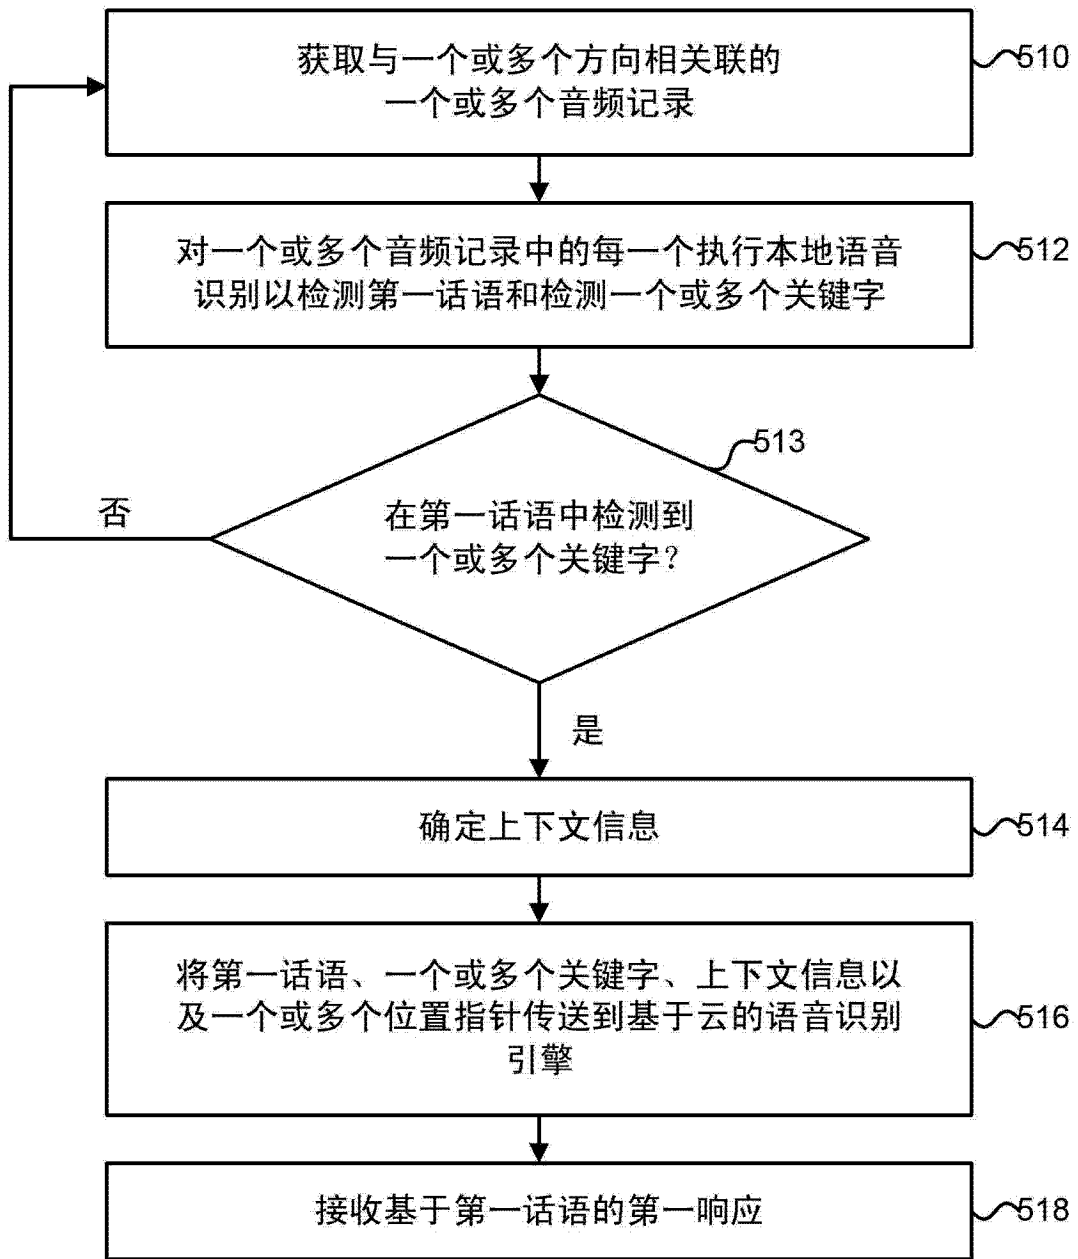 获取与一个或多个方向相关联的
一个或多个音频记录
510
对一个或多个音频记录中的每一个执行本地语音
识别以检测第一话语和检测一个或多个关键字
512
513
在第一话语中检测到
一个或多个关键字?
否
是
确定上下文信息
514
将第一话语、一个或多个关键字、上下文信息以
及一个或多个位置指针传送到基于云的语音识别
引擎
516
接收基于第一话语的第一响应
518